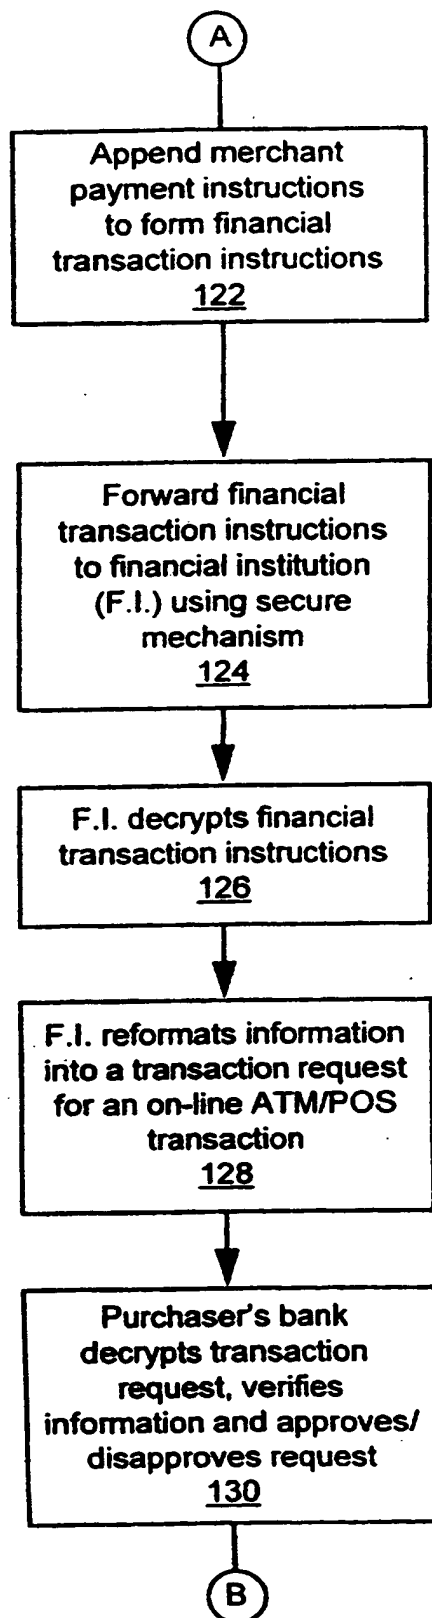 A
Append merchant
payment instructions
to form financial
transaction instructions
122
Forward financial
transaction instructions
to financial institution
(F.I.) using secure
mechanism
124
F.I. decrypts financial
transaction instructions
126
F.I. reformats information
into a transaction request
for an on-line ATM/POS
transaction
128
Purchaser's bank
decrypts transaction
request, verifies
information and approves/
disapproves request
130
B